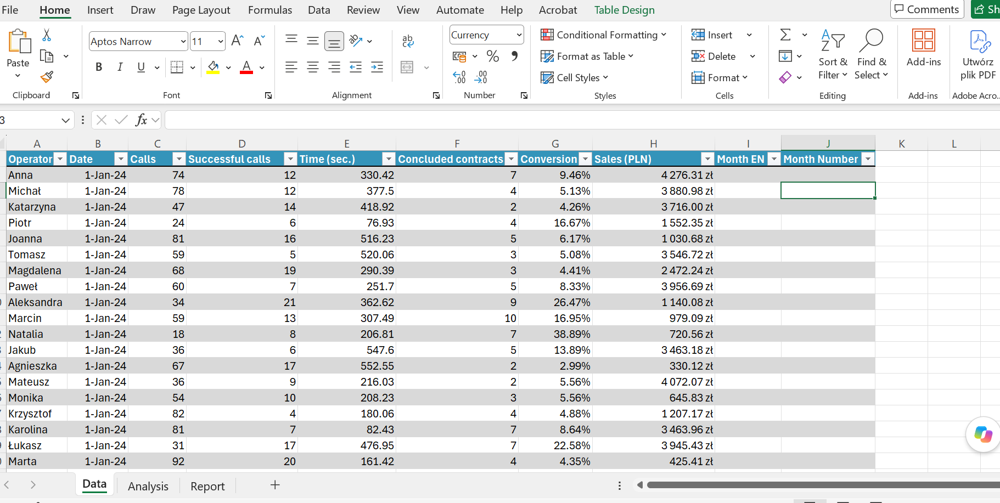 File Home Insert Draw Page Layout Formulas Data Review View Automate Help Acrobat Table Design Comments Sh
Paste
Clipboard
Aptos Narrow 11
B I U A
Font
ab
Alignment
Currency
% 9
Number
Conditional Formatting
Format as Table
Cell Styles
Styles
Insert
Delete
Format
Cells
Sort & Filter
Find & Select
Editing
Add-ins
Add-ins
Utwórz plik PDF
Adobe Acro...
3 fx
A B C D E F G H I J K L
Operator Date Calls Successful calls Time (sec.) Concluded contracts Conversion Sales (PLN) Month EN Month Number
Anna 1-Jan-24 74 12 330.42 7 9.46% 4 276.31 zł
Michał 1-Jan-24 78 12 377.5 4 5.13% 3 880.98 zł
Katarzyna 1-Jan-24 47 14 418.92 2 4.26% 3 716.00 zł
Piotr 1-Jan-24 24 6 76.93 4 16.67% 1 552.35 zł
Joanna 1-Jan-24 81 16 516.23 5 6.17% 1 030.68 zł
Tomasz 1-Jan-24 59 5 520.06 3 5.08% 3 546.72 zł
Magdalena 1-Jan-24 68 19 290.39 3 4.41% 2 472.24 zł
Paweł 1-Jan-24 60 7 251.7 5 8.33% 3 956.69 zł
Aleksandra 1-Jan-24 34 21 362.62 9 26.47% 1 140.08 zł
Marcin 1-Jan-24 59 13 307.49 10 16.95% 979.09 zł
Natalia 1-Jan-24 18 8 206.81 7 38.89% 720.56 zł
Jakub 1-Jan-24 36 6 547.6 5 13.89% 3 463.18 zł
Agnieszka 1-Jan-24 67 17 552.55 2 2.99% 330.12 zł
Mateusz 1-Jan-24 36 9 216.03 2 5.56% 4 072.07 zł
Monika 1-Jan-24 54 10 208.23 3 5.56% 645.83 zł
Krzysztof 1-Jan-24 82 4 180.06 4 4.88% 1 207.17 zł
Karolina 1-Jan-24 81 7 82.43 7 8.64% 3 463.96 zł
Łukasz 1-Jan-24 31 17 476.95 7 22.58% 3 945.43 zł
Marta 1-Jan-24 92 20 161.42 4 4.35% 425.41 zł
Data Analysis Report